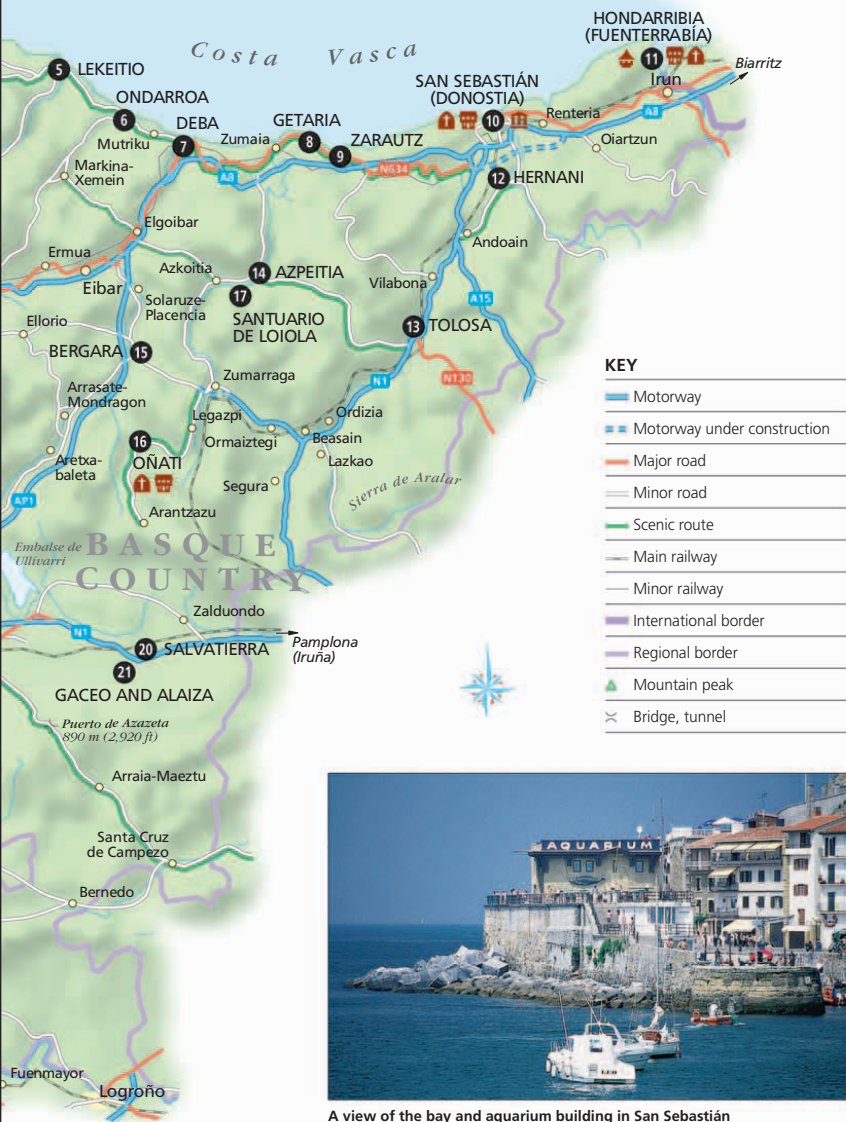 HONDARRIBIA
(FUENTERRABÍA)
11
Biarritz
Irun
Costa Vasca
5 LEKEITIO
SAN SEBASTIÁN
(DONOSTIA)
10
Renteria
A8
Oiartzun
ONDARROA
6
Mutriku
DEBA
7
Zumaia
GETARIA
8
9 ZARAUTZ
N634
A8
12 HERNANI
Markina-
Xemein
Elgoibar
Andoain
Ermua
Eibar
Azkoitia
14 AZPEITIA
Vilabona
A15
Solaruze-
Placencia
17
SANTUARIO
DE LOIOLA
13 TOLOSA
Ellorio
BERGARA 15
N1
N130
Zumarraga
Arrasate-
Mondragon
Legazpi
Ordizia
Ormaiztegi
Beasain
16
OÑATI
Lazkao
Aretxa-
baleta
Segura
Sierra de Aralar
AP1
Arantzazu
Embalse de
Ullívarri
BASQUE
COUNTRY
Zalduondo
N1
20 SALVATIERRA
Pamplona
(Iruña)
21
GACEO AND ALAIZA
Puerto de Azazeta
890 m (2,920 ft)
Arraia-Maeztu
Santa Cruz
de Campezo
Bernedo
Fuenmayor
Logroño
KEY
Motorway
Motorway under construction
Major road
Minor road
Scenic route
Main railway
Minor railway
International border
Regional border
Mountain peak
Bridge, tunnel
AQUARIUM
LEO
A view of the bay and aquarium building in San Sebastián